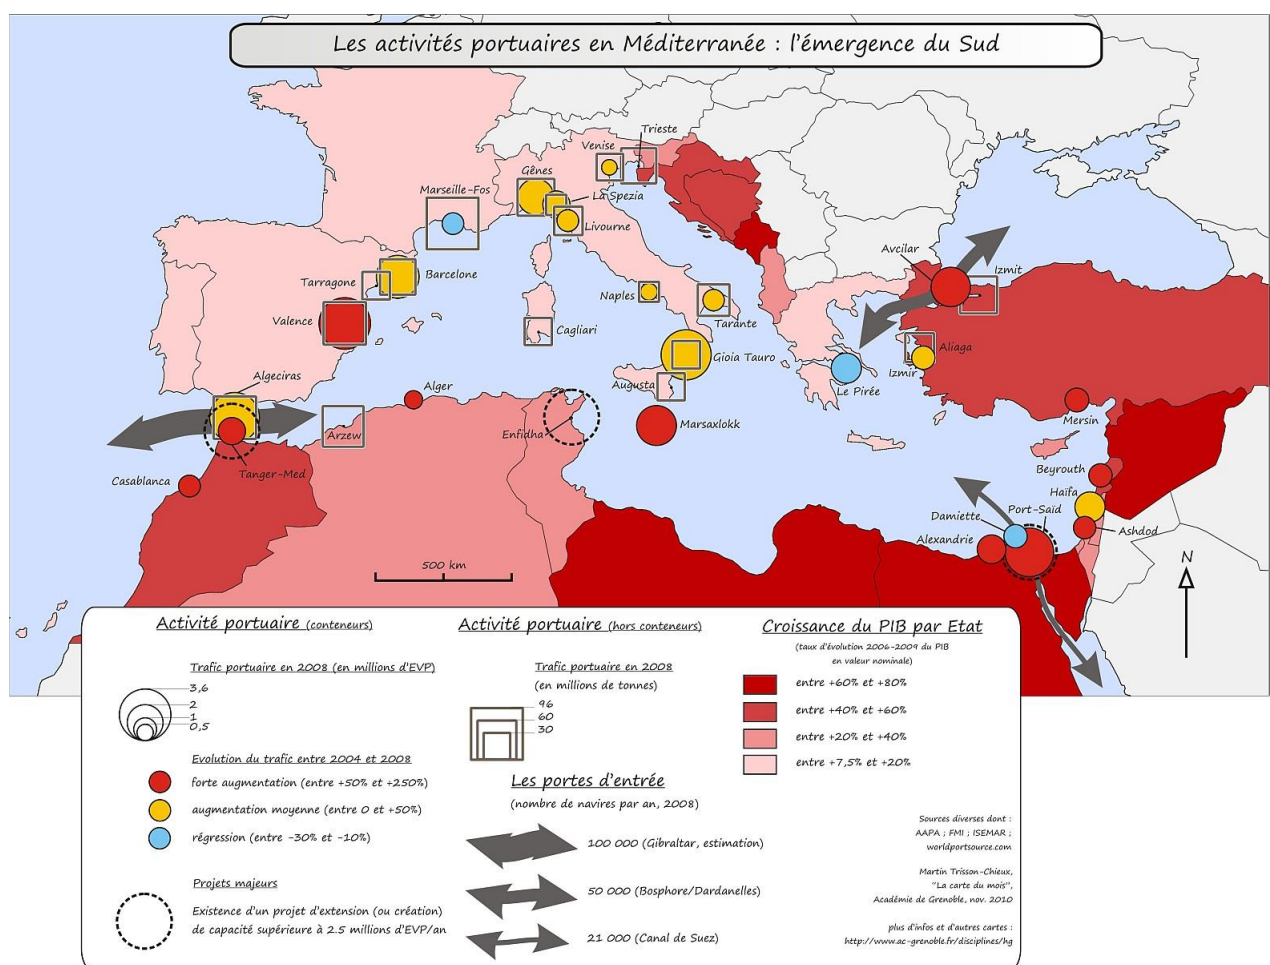 Les activités portuaires en Méditerranée : l'émergence du Sud
Trieste
Venise
Gênes
Marseille-Fos
La Spezia
Livourne
Avcilar
Izmit
Barcelone
Tarragone
Naples
Valence
Tarante
Cagliari
Gioia Tauro
Aliaga
Izmir
Algeciras
Augusta
Le Pirée
Alger
Mersin
Arzew
Enfidha
Marsaxlokk
Tanger-Med
Casablanca
Beyrouth
Haïfa
Port-Saïd
Damiette
Alexandrie
Ashdod
500 km
N
Activité portuaire (conteneurs)
Trafic portuaire en 2008 (en millions d'EVP)
3,6
2
1
0,5
Evolution du trafic entre 2004 et 2008
forte augmentation (entre +50% et +250%)
augmentation moyenne (entre 0 et +50%)
régression (entre -30% et -10%)
Projets majeurs
Existence d'un projet d'extension (ou création)
de capacité supérieure à 2.5 millions d'EVP/an
Activité portuaire (hors conteneurs)
Trafic portuaire en 2008
(en millions de tonnes)
96
60
30
Les portes d'entrée
(nombre de navires par an, 2008)
100 000 (Gibraltar, estimation)
50 000 (Bosphore/Dardanelles)
21 000 (Canal de Suez)
Croissance du PIB par Etat
(taux d'évolution 2006-2009 du PIB
en valeur nominale)
entre +60% et +80%
entre +40% et +60%
entre +20% et +40%
entre +7,5% et +20%
Sources diverses dont :
AAPA ; FMI ; ISEMAR ;
worldportsource.com
Martin Trisson-Chieux,
"La carte du mois",
Académie de Grenoble, nov. 2010
plus d'infos et d'autres cartes :
http://www.ac-grenoble.fr/disciplines/hg